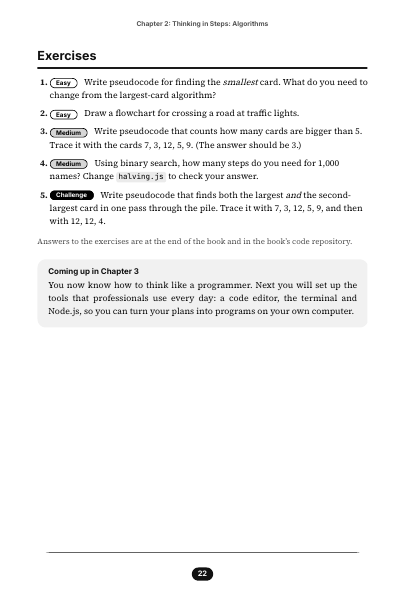 Chapter 2: Thinking in Steps: Algorithms
Exercises
1. Easy Write pseudocode for finding the smallest card. What do you need to
change from the largest-card algorithm?
2. Easy Draw a flowchart for crossing a road at traffic lights.
3. Medium Write pseudocode that counts how many cards are bigger than 5.
Trace it with the cards 7, 3, 12, 5, 9. (The answer should be 3.)
4. Medium Using binary search, how many steps do you need for 1,000
names? Change halving.js to check your answer.
5. Challenge Write pseudocode that finds both the largest and the second-
largest card in one pass through the pile. Trace it with 7, 3, 12, 5, 9, and then
with 12, 12, 4.
Answers to the exercises are at the end of the book and in the book's code repository.
Coming up in Chapter 3
You now know how to think like a programmer. Next you will set up the
tools that professionals use every day: a code editor, the terminal and
Node.js, so you can turn your plans into programs on your own computer.
22